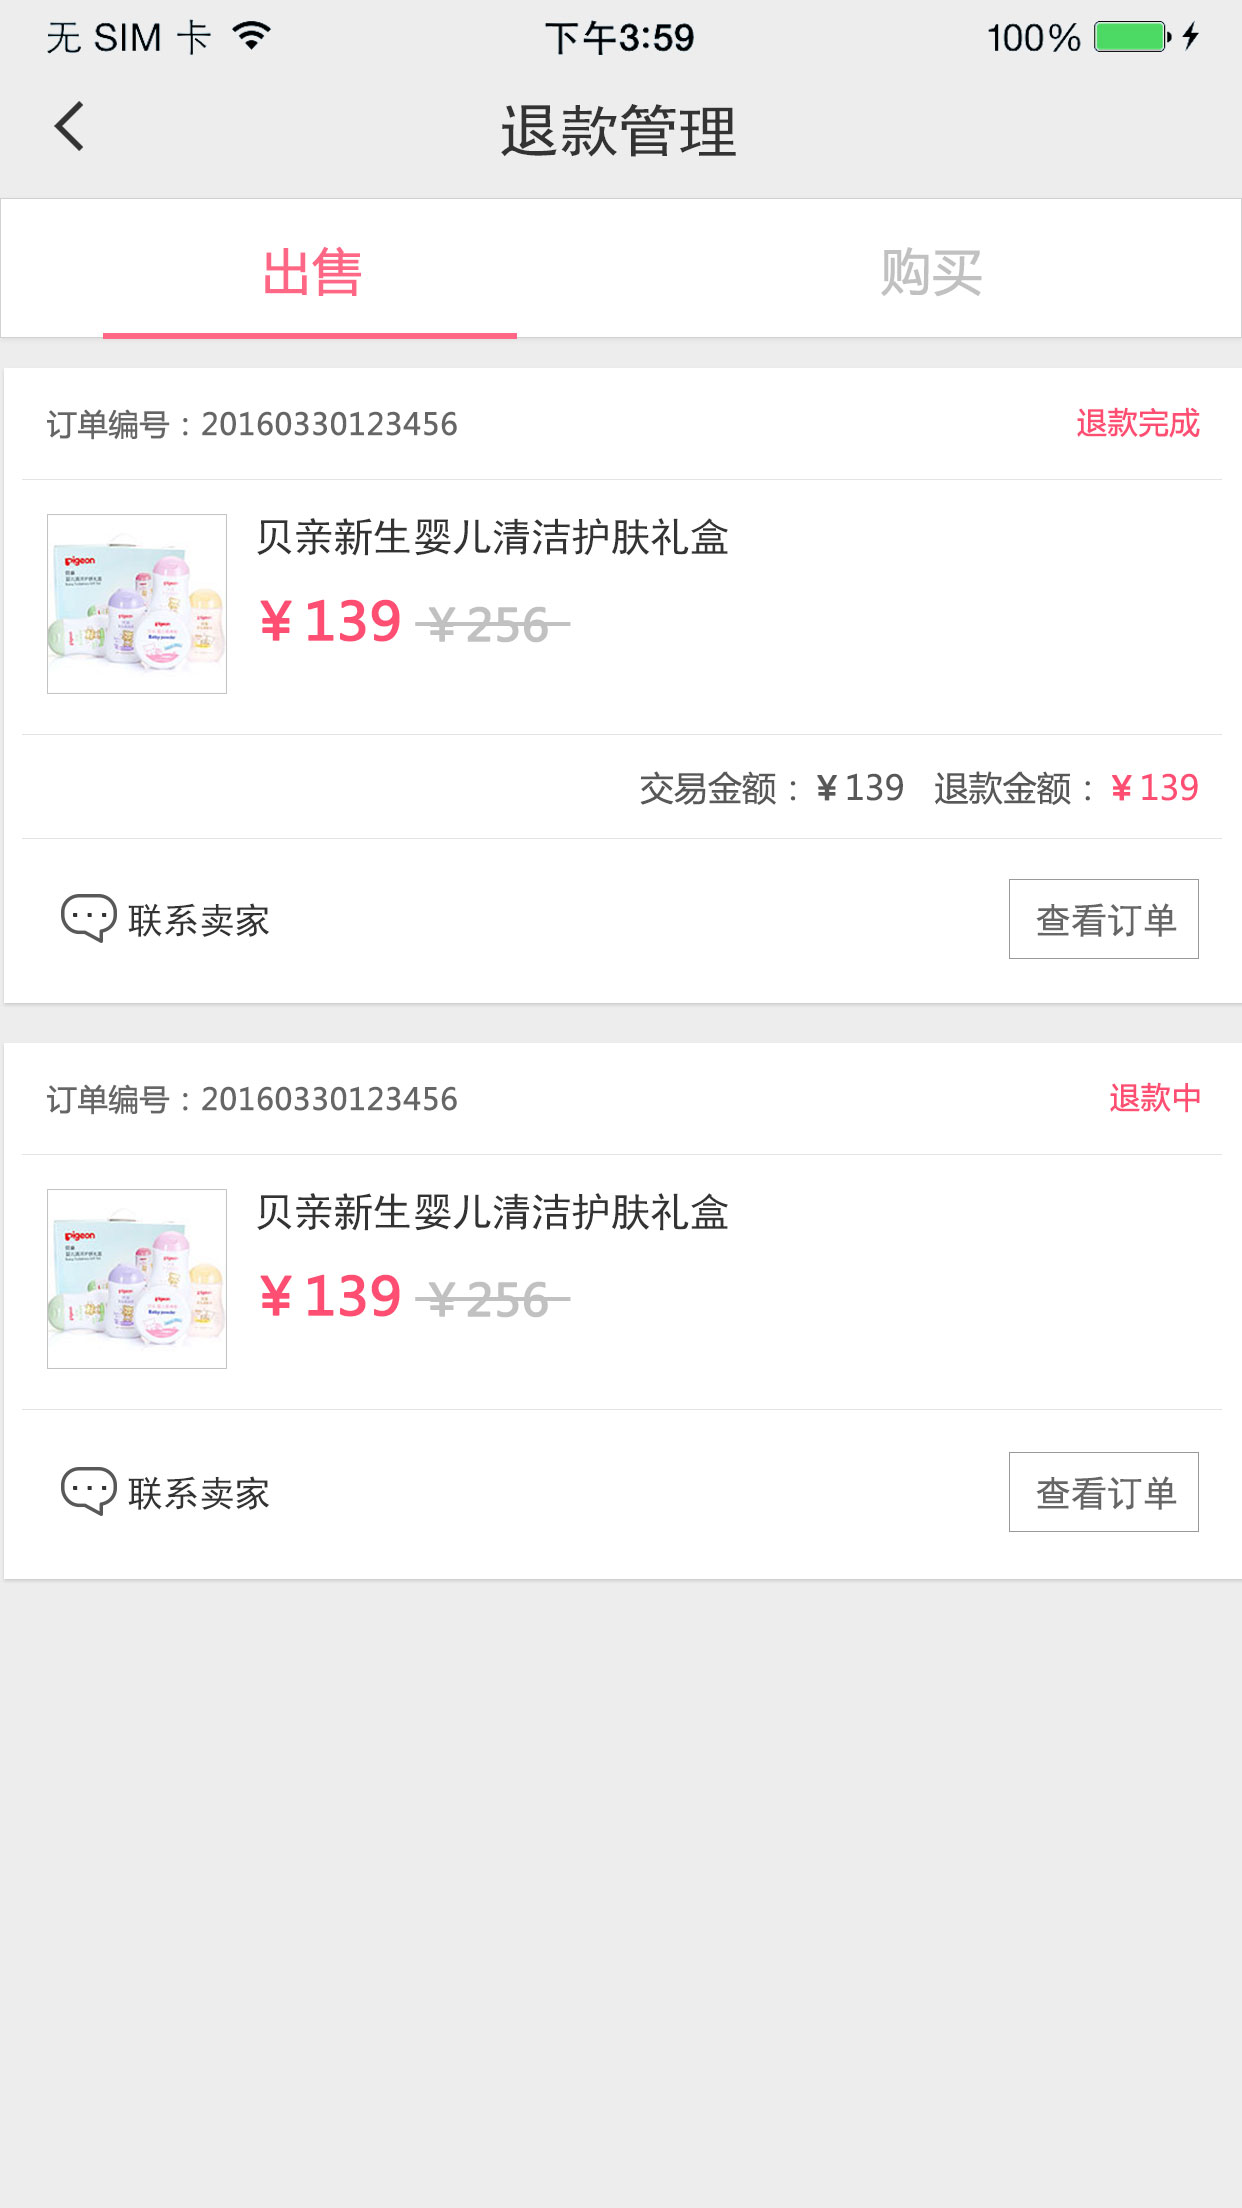 无 SIM 卡 下午3:59 100%
退款管理
出售 购买
订单编号：20160330123456 退款完成
贝亲新生婴儿清洁护肤礼盒
¥139 ¥256
Pigeon
交易金额：¥139 退款金额：¥139
联系卖家 查看订单
订单编号：20160330123456 退款中
贝亲新生婴儿清洁护肤礼盒
¥139 ¥256
Pigeon
联系卖家 查看订单